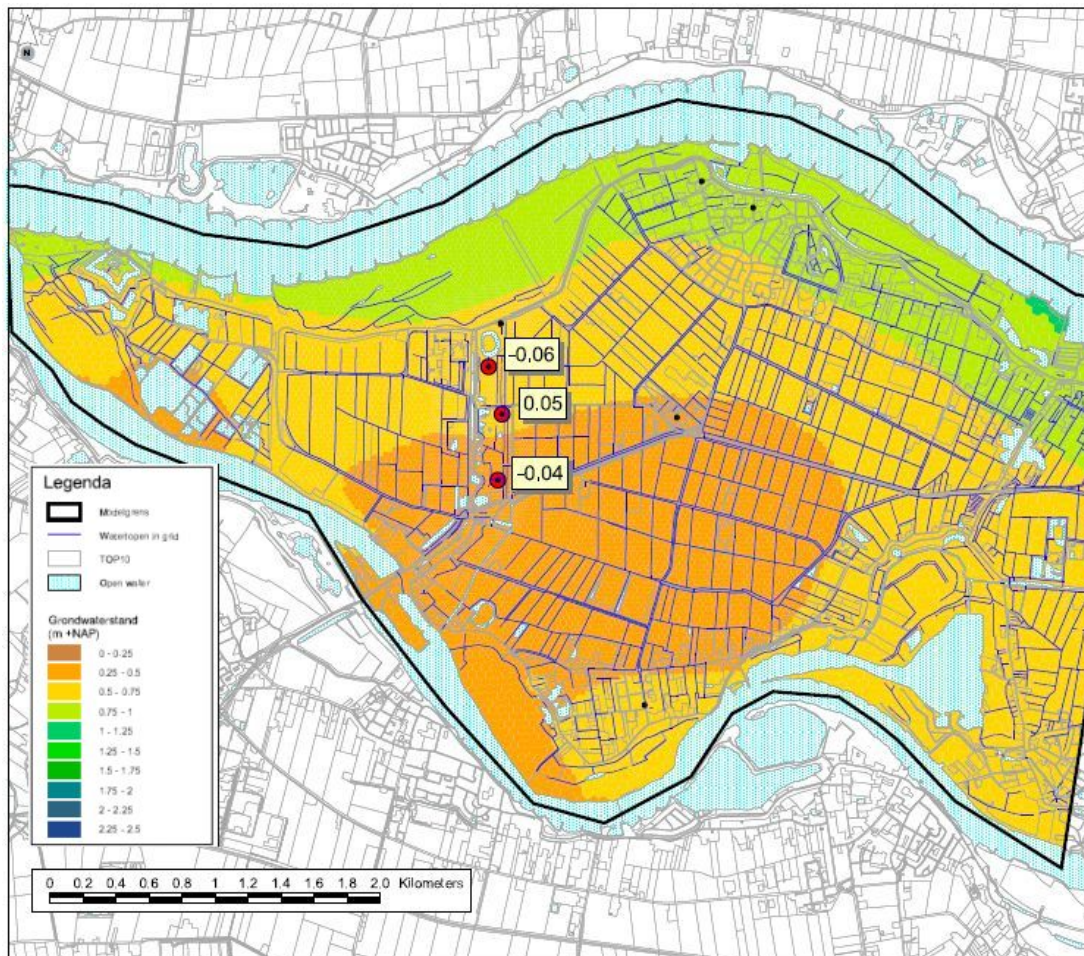 N
-0.06
0.05
-0.04
Legenda
Modelgrens
Waterlopen in grid
TOP10
Open water
Grondwaterstand
(m +NAP)
0 - 0.25
0.25 - 0.5
0.5 - 0.75
0.75 - 1
1 - 1.25
1.25 - 1.5
1.5 - 1.75
1.75 - 2
2 - 2.25
2.25 - 2.5
0 0.2 0.4 0.6 0.8 1 1.2 1.4 1.6 1.8 2.0 Kilometers